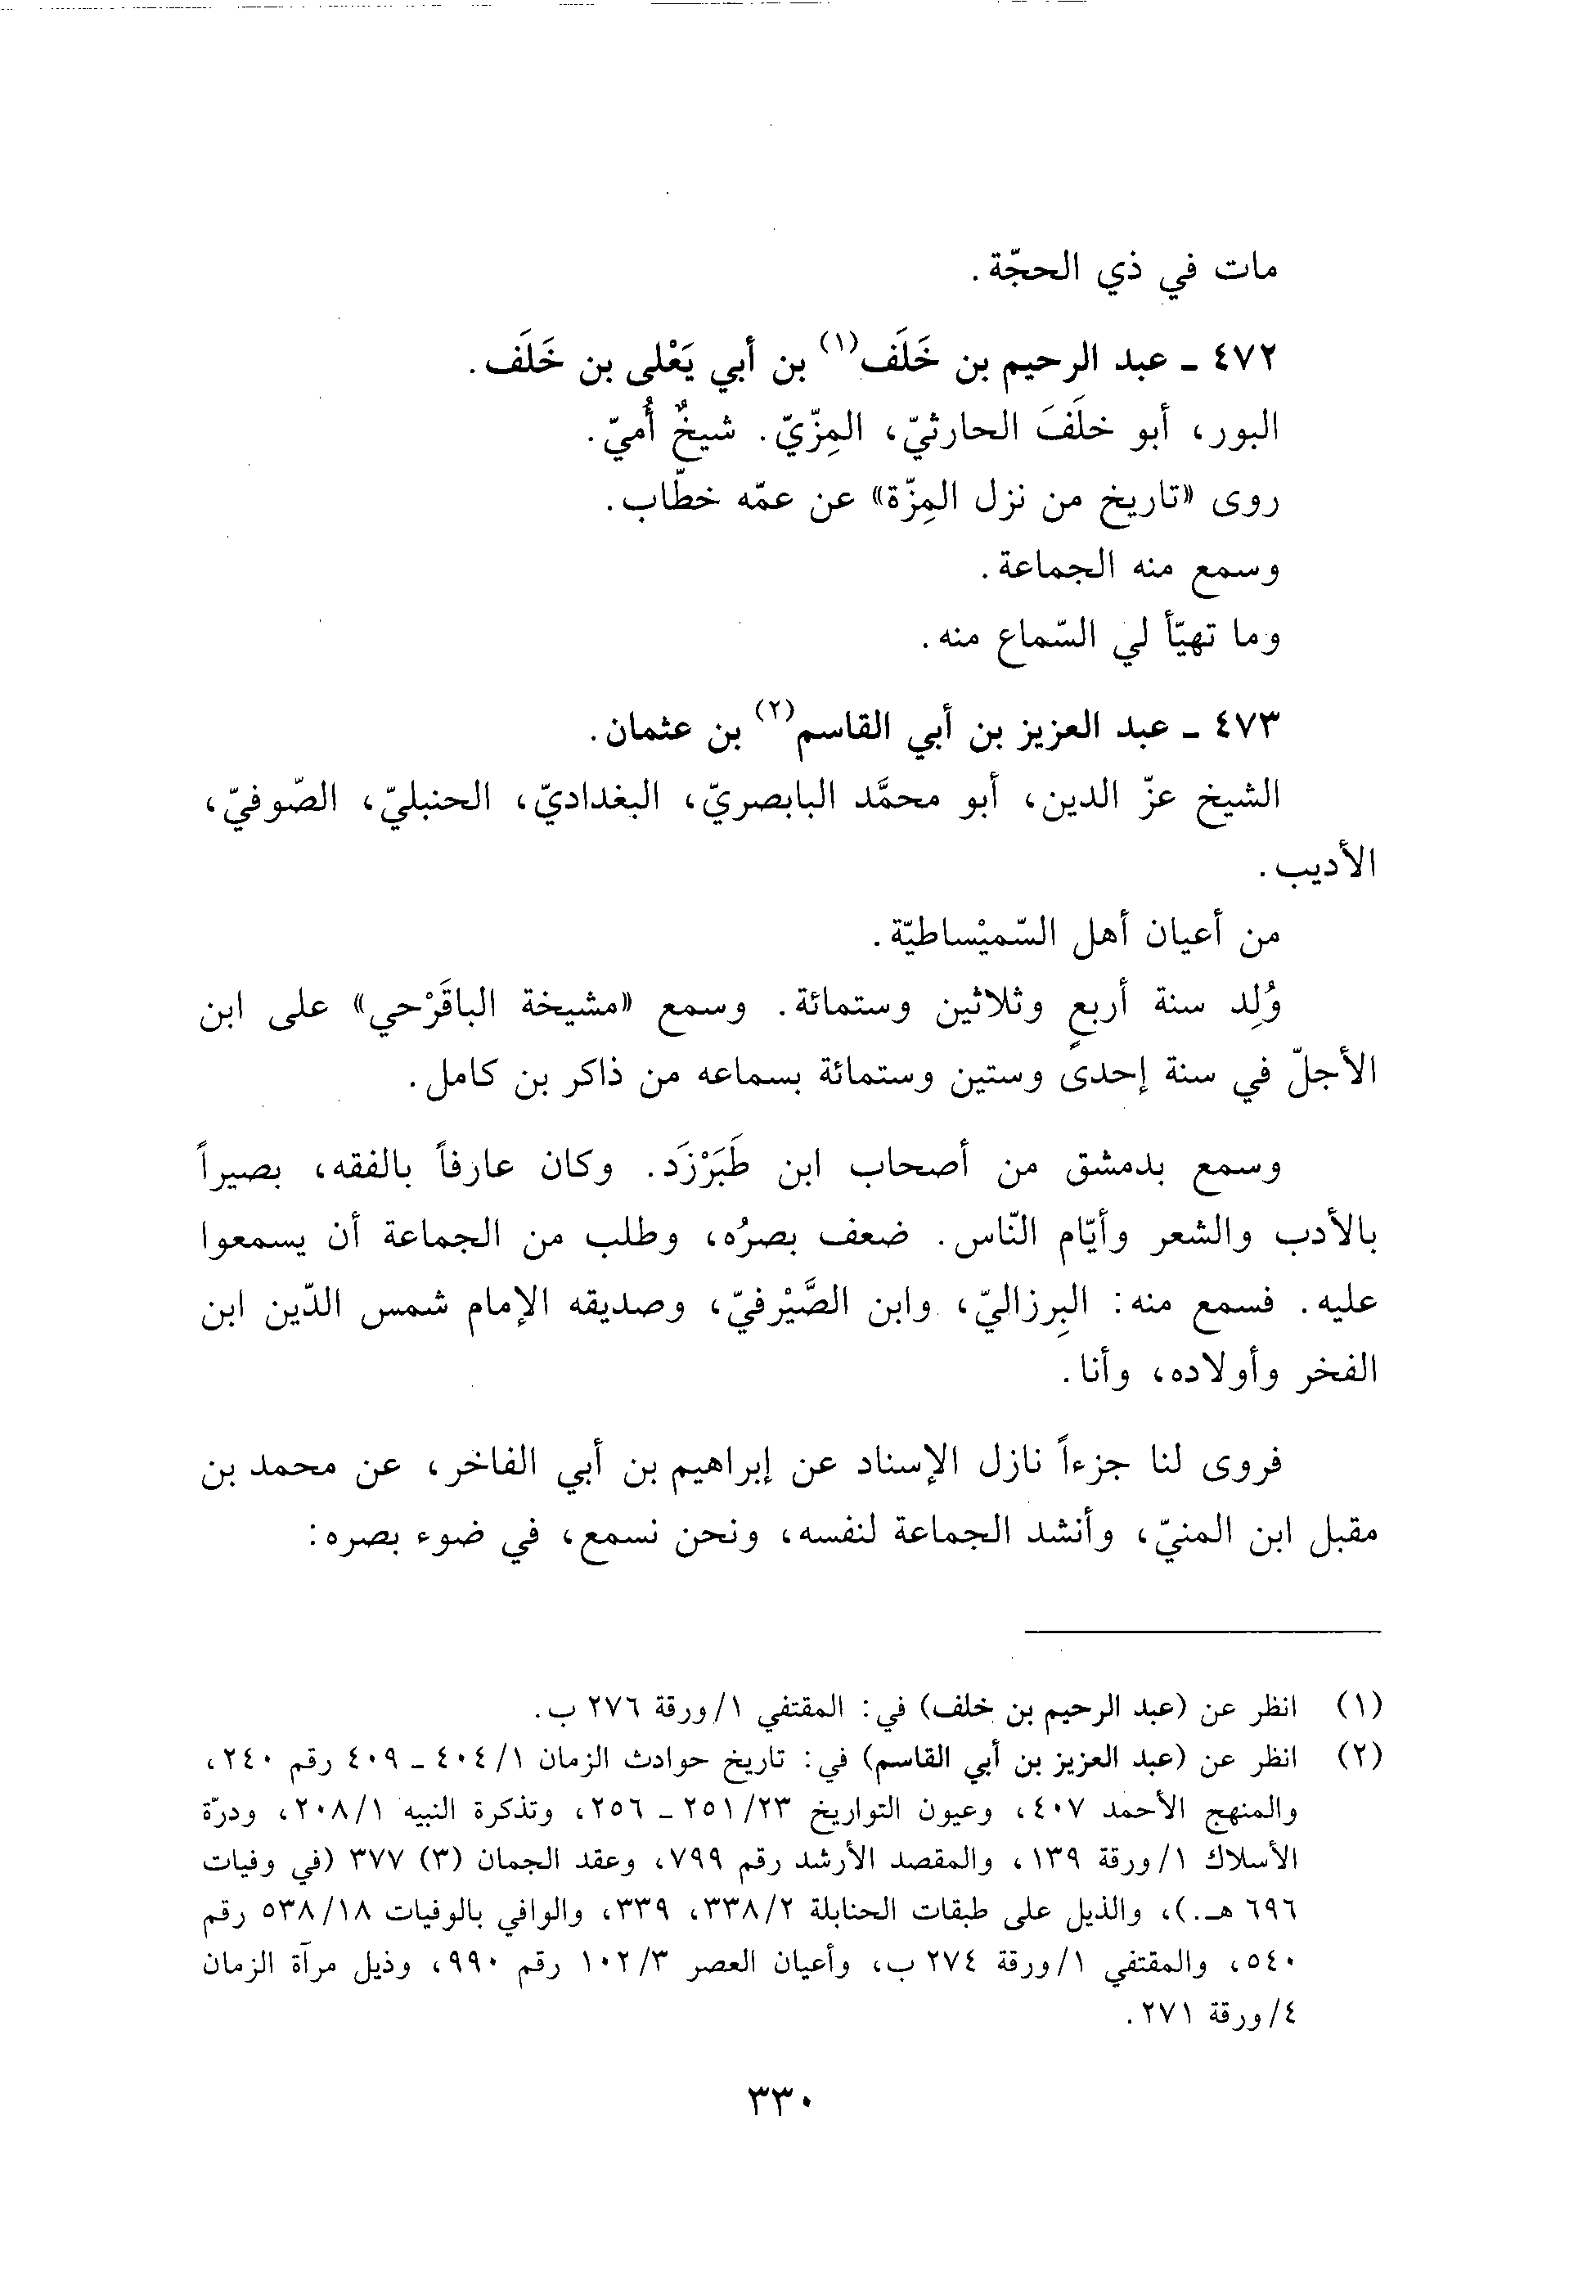 مات في ذي الحجّة.
٤٧٢ ـ عبد الرحيم بن خَلَف(١) بن أبي يَعْلى بن خَلَف.
البور، أبو خلَفَ الحارثيّ، المِزّيّ. شيخٌ أُميّ.
روى «تاريخ من نزل المِزّة» عن عمّه خطّاب.
وسمع منه الجماعة.
وما تهيّأ لي السّماع منه.
٤٧٣ ـ عبد العزيز بن أبي القاسم(٢) بن عثمان.
الشيخ عزّ الدين، أبو محمَّد البابصريّ، البغداديّ، الحنبليّ، الصّوفيّ،
الأديب.
من أعيان أهل السّميْساطيّة.
وُلِد سنة أربعٍ وثلاثين وستمائة. وسمع «مشيخة الباقَرْحي» على ابن
الأجلّ في سنة إحدى وستين وستمائة بسماعه من ذاكر بن كامل.
وسمع بدمشق من أصحاب ابن طَبَرْزَد. وكان عارفاً بالفقه، بصيراً
بالأدب والشعر وأيّام النّاس. ضعف بصرُه، وطلب من الجماعة أن يسمعوا
عليه. فسمع منه: البِرزاليّ، وابن الصَّيْرفيّ، وصديقه الإمام شمس الدّين ابن
الفخر وأولاده، وأنا.
فروى لنا جزءاً نازل الإسناد عن إبراهيم بن أبي الفاخر، عن محمد بن
مقبل ابن المنيّ، وأنشد الجماعة لنفسه، ونحن نسمع، في ضوء بصره:
(١) انظر عن (عبد الرحيم بن خلف) في: المقتفي ١/ورقة ٢٧٦ ب.
(٢) انظر عن (عبد العزيز بن أبي القاسم) في: تاريخ حوادث الزمان ١/٤٠٤ ـ ٤٠٩ رقم ٢٤٠،
والمنهج الأحمد ٤٠٧، وعيون التواريخ ٢٣/٢٥١ ـ ٢٥٦، وتذكرة النبيه ١/٢٠٨، ودرّة
الأسلاك ١/ورقة ١٣٩، والمقصد الأرشد رقم ٧٩٩، وعقد الجمان (٣) ٣٧٧ (في وفيات
٦٩٦ هـ.)، والذيل على طبقات الحنابلة ٢/٣٣٨، ٣٣٩، والوافي بالوفيات ١٨/٥٣٨ رقم
٥٤٠، والمقتفي ١/ورقة ٢٧٤ ب، وأعيان العصر ٣/١٠٢ رقم ٩٩٠، وذيل مرآة الزمان
٤/ورقة ٢٧١.
٣٣٠